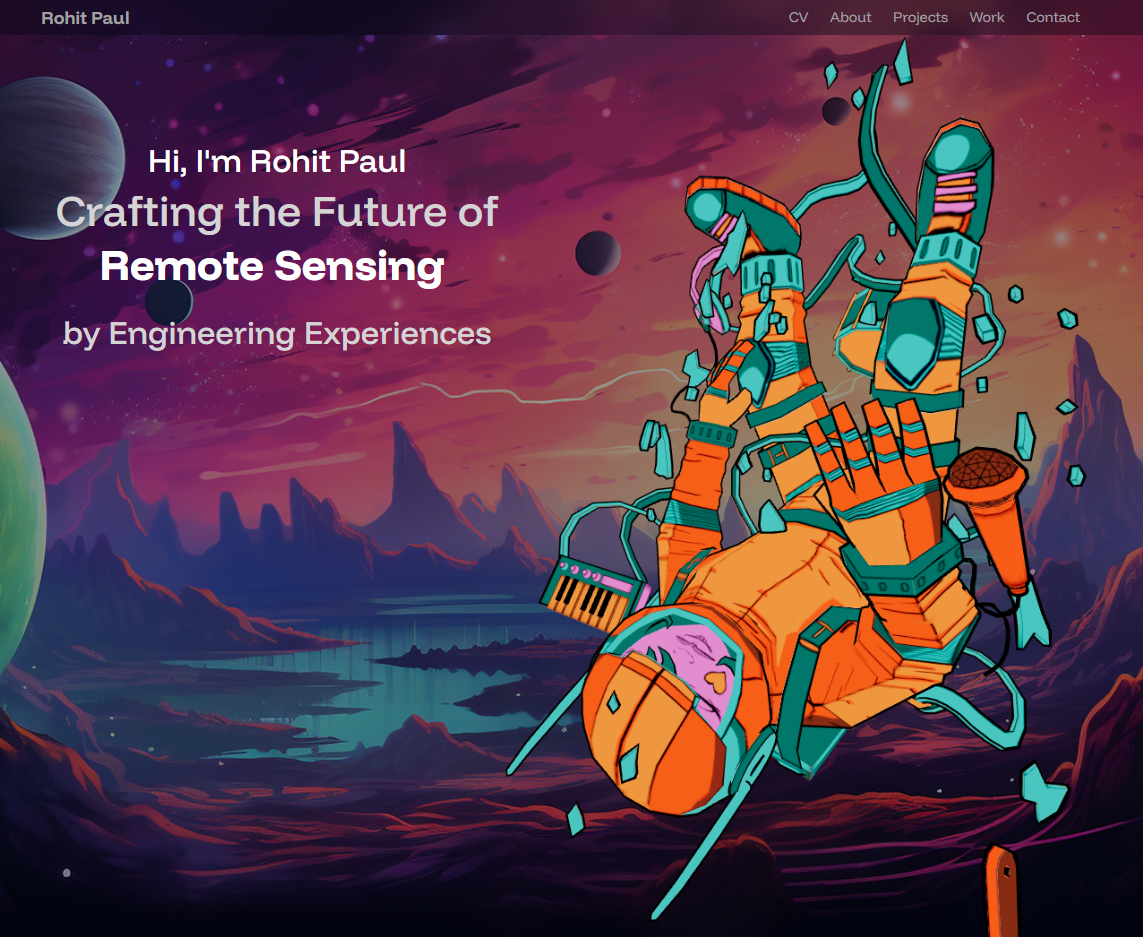 Rohit Paul
CV About Projects Work Contact
Hi, I'm Rohit Paul
Crafting the Future of
Remote Sensing
by Engineering Experiences